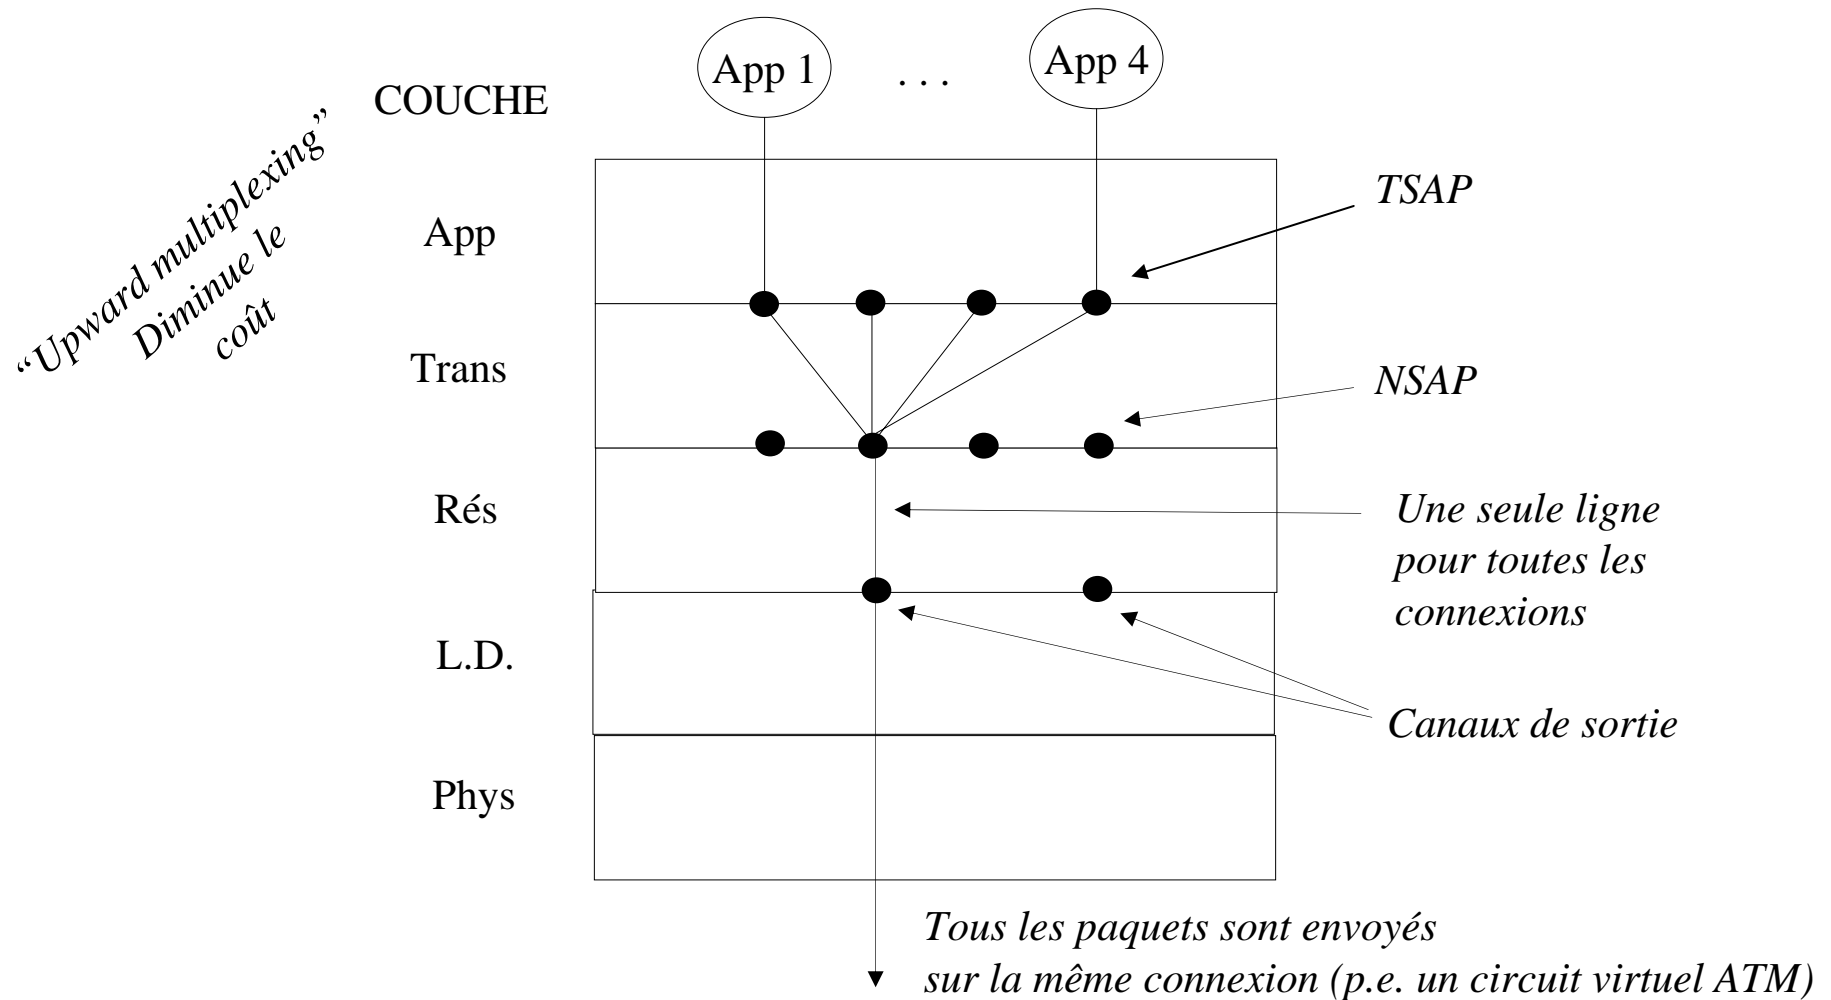 App 1
. . .
App 4
COUCHE
“Upward multiplexing”
Diminue le
coût
App
TSAP
Trans
NSAP
Rés
Une seule ligne
pour toutes les
connexions
L.D.
Canaux de sortie
Phys
Tous les paquets sont envoyés
sur la même connexion (p.e. un circuit virtuel ATM)